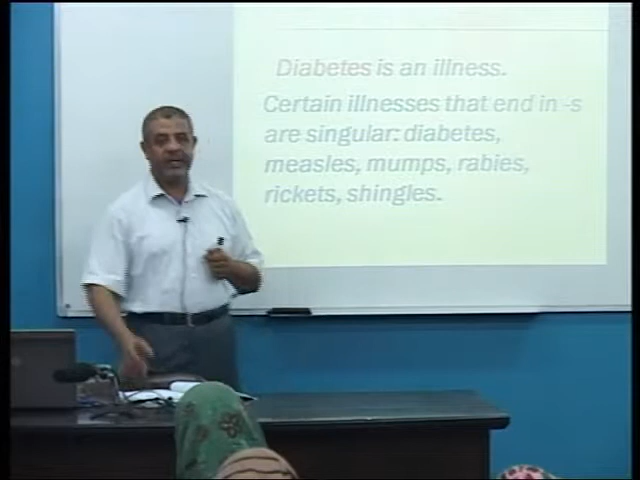 Diabetes is an illness.
Certain illnesses that end in -s
are singular: diabetes,
measles, mumps, rabies,
rickets, shingles.